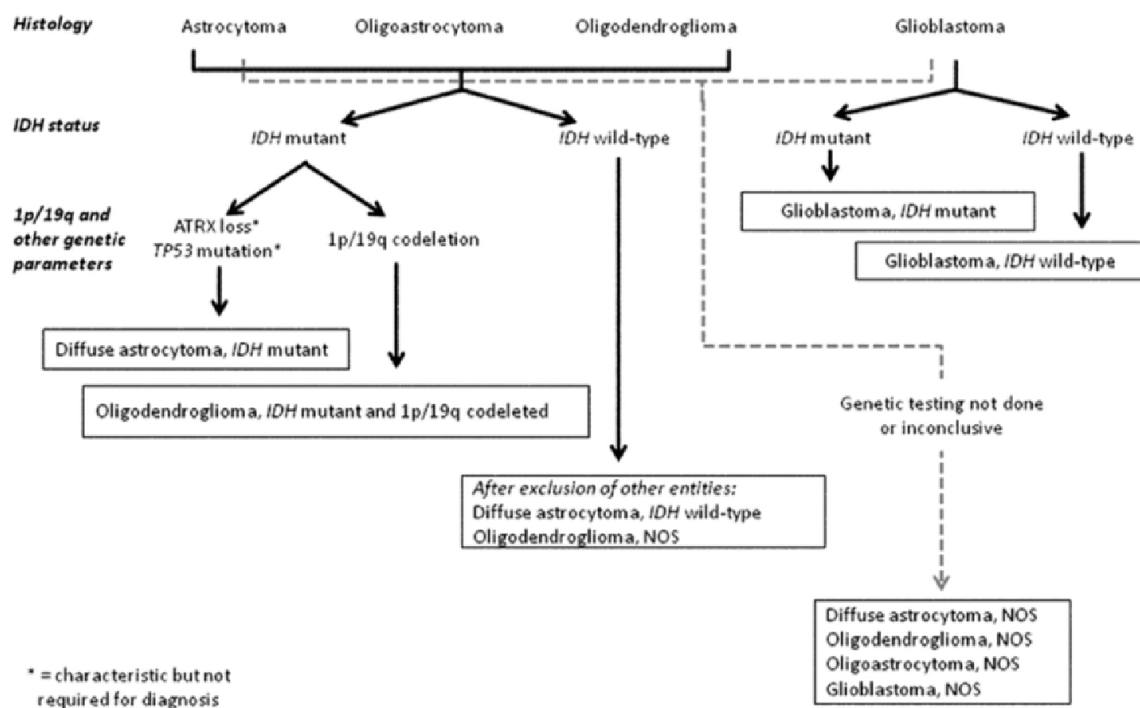 Histology Astrocytoma Oligoastrocytoma Oligodendroglioma Glioblastoma
IDH status IDH mutant IDH wild-type IDH mutant IDH wild-type
1p/19q and
other genetic
parameters
ATRX loss*
TP53 mutation*
1p/19q codeletion
Glioblastoma, IDH mutant
Glioblastoma, IDH wild-type
Diffuse astrocytoma, IDH mutant
Oligodendroglioma, IDH mutant and 1p/19q codeleted
Genetic testing not done
or inconclusive
After exclusion of other entities:
Diffuse astrocytoma, IDH wild-type
Oligodendroglioma, NOS
Diffuse astrocytoma, NOS
Oligodendroglioma, NOS
Oligoastrocytoma, NOS
Glioblastoma, NOS
* = characteristic but not
required for diagnosis